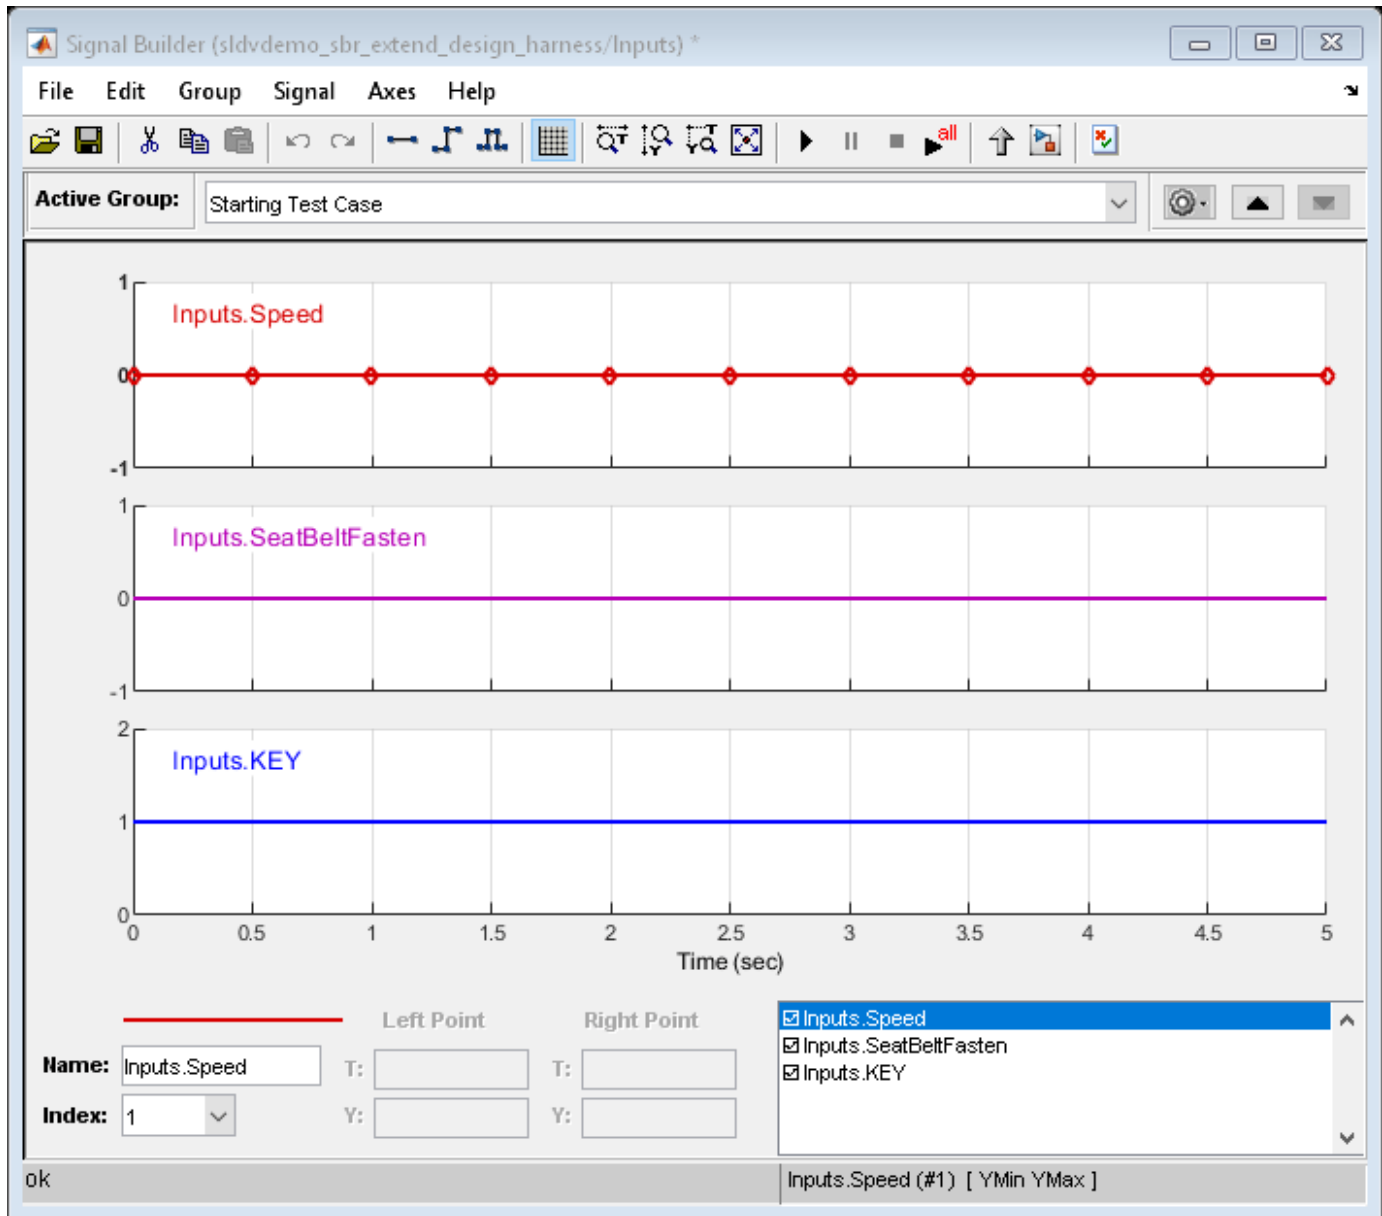 Signal Builder (sldvdemo_sbr_extend_design_harness/Inputs) *
File Edit Group Signal Axes Help
all
Active Group: Starting Test Case
1
Inputs.Speed
0
-1
1
Inputs.SeatBeltFasten
0
-1
2
Inputs.KEY
1
0
0 0.5 1 1.5 2 2.5 3 3.5 4 4.5 5
Time (sec)
Left Point Right Point
Name: Inputs.Speed T: T:
Index: 1 Y: Y:
Inputs.Speed
Inputs.SeatBeltFasten
Inputs.KEY
ok
Inputs.Speed (#1) [ YMin YMax ]